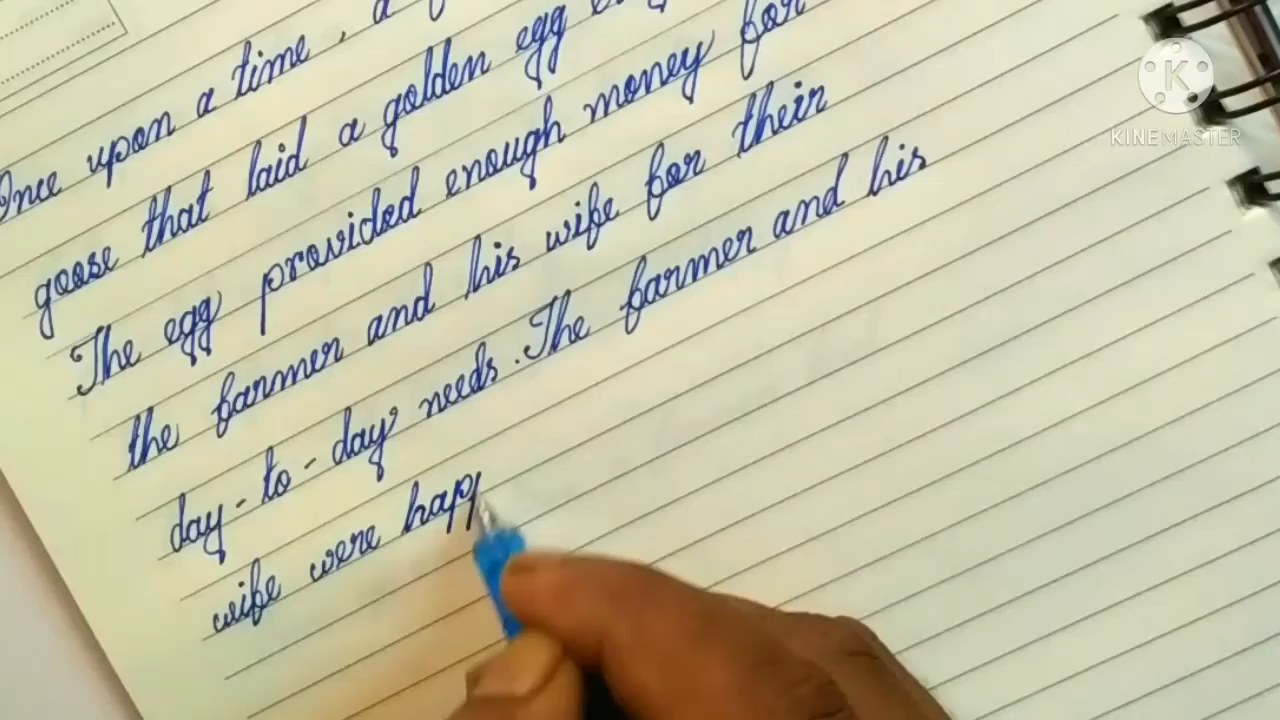 Once upon a time, a
goose that laid a golden egg
The egg provided enough money for
the farmer and his wife for their
day-to-day needs. The farmer and his
wife were happ
KINEMASTER